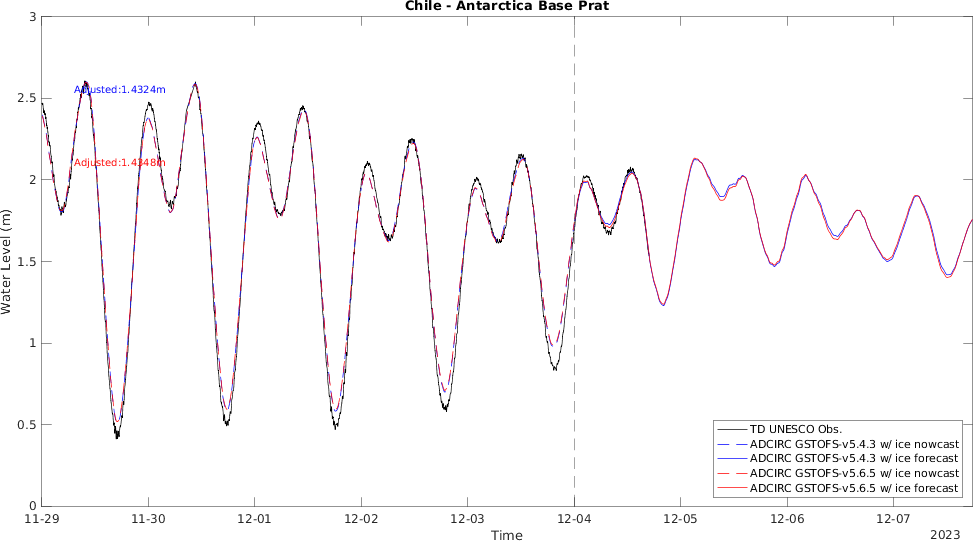 Chile - Antarctica Base Prat
3
2.5
2
1.5
1
0.5
0
Water Level (m)
Adjusted:1.4324m
Adjusted:1.4348m
TD UNESCO Obs.
ADCIRC GSTOFS-v5.4.3 w/ ice nowcast
ADCIRC GSTOFS-v5.4.3 w/ ice forecast
ADCIRC GSTOFS-v5.6.5 w/ ice nowcast
ADCIRC GSTOFS-v5.6.5 w/ ice forecast
11-29 11-30 12-01 12-02 12-03 12-04 12-05 12-06 12-07
Time
2023